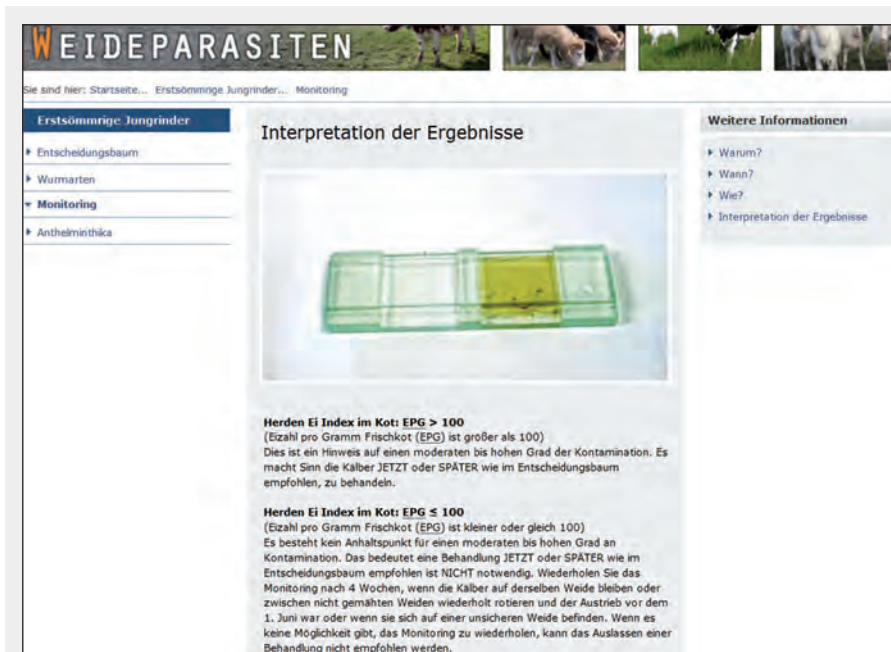 WEIDEPARASITEN
Sie sind hier: Startseite... Erstsömmrige Jungrinder... Monitoring
Erstsömmrige Jungrinder
Entscheidungsbaum
Wurmarten
Monitoring
Anthelminthika
Interpretation der Ergebnisse
Herden Ei Index im Kot: EPG > 100
(Eizahl pro Gramm Frischkot (EPG) ist größer als 100)
Dies ist ein Hinweis auf einen moderaten bis hohen Grad der Kontamination. Es
macht Sinn die Kälber JETZT oder SPÄTER wie im Entscheidungsbaum
empfohlen, zu behandeln.
Herden Ei Index im Kot: EPG ≤ 100
(Eizahl pro Gramm Frischkot (EPG) ist kleiner oder gleich 100)
Es besteht kein Anhaltspunkt für einen moderaten bis hohen Grad an
Kontamination. Das bedeutet eine Behandlung JETZT oder SPÄTER wie im
Entscheidungsbaum empfohlen ist NICHT notwendig. Wiederholen Sie das
Monitoring nach 4 Wochen, wenn die Kälber auf derselben Weide bleiben oder
zwischen nicht gemähten Weiden wiederholt rotieren und der Austrieb vor dem
1. Juni war oder wenn sie sich auf einer unsicheren Weide befinden. Wenn es
keine Möglichkeit gibt, das Monitoring zu wiederholen, kann das Auslassen einer
Behandlung nicht empfohlen werden.
Weitere Informationen
Warum?
Wann?
Wie?
Interpretation der Ergebnisse